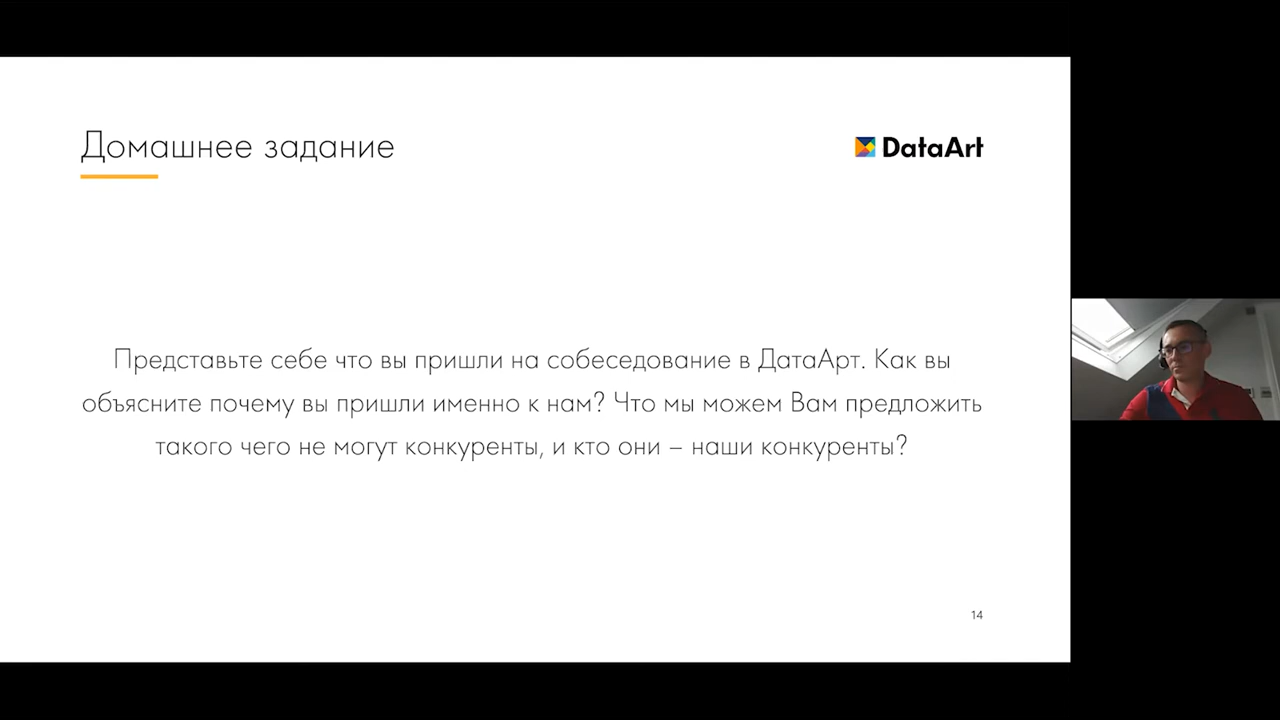 Домашнее задание
DataArt
Представьте себе что вы пришли на собеседование в ДатаАрт. Как вы
объясните почему вы пришли именно к нам? Что мы можем Вам предложить
такого чего не могут конкуренты, и кто они – наши конкуренты?
14